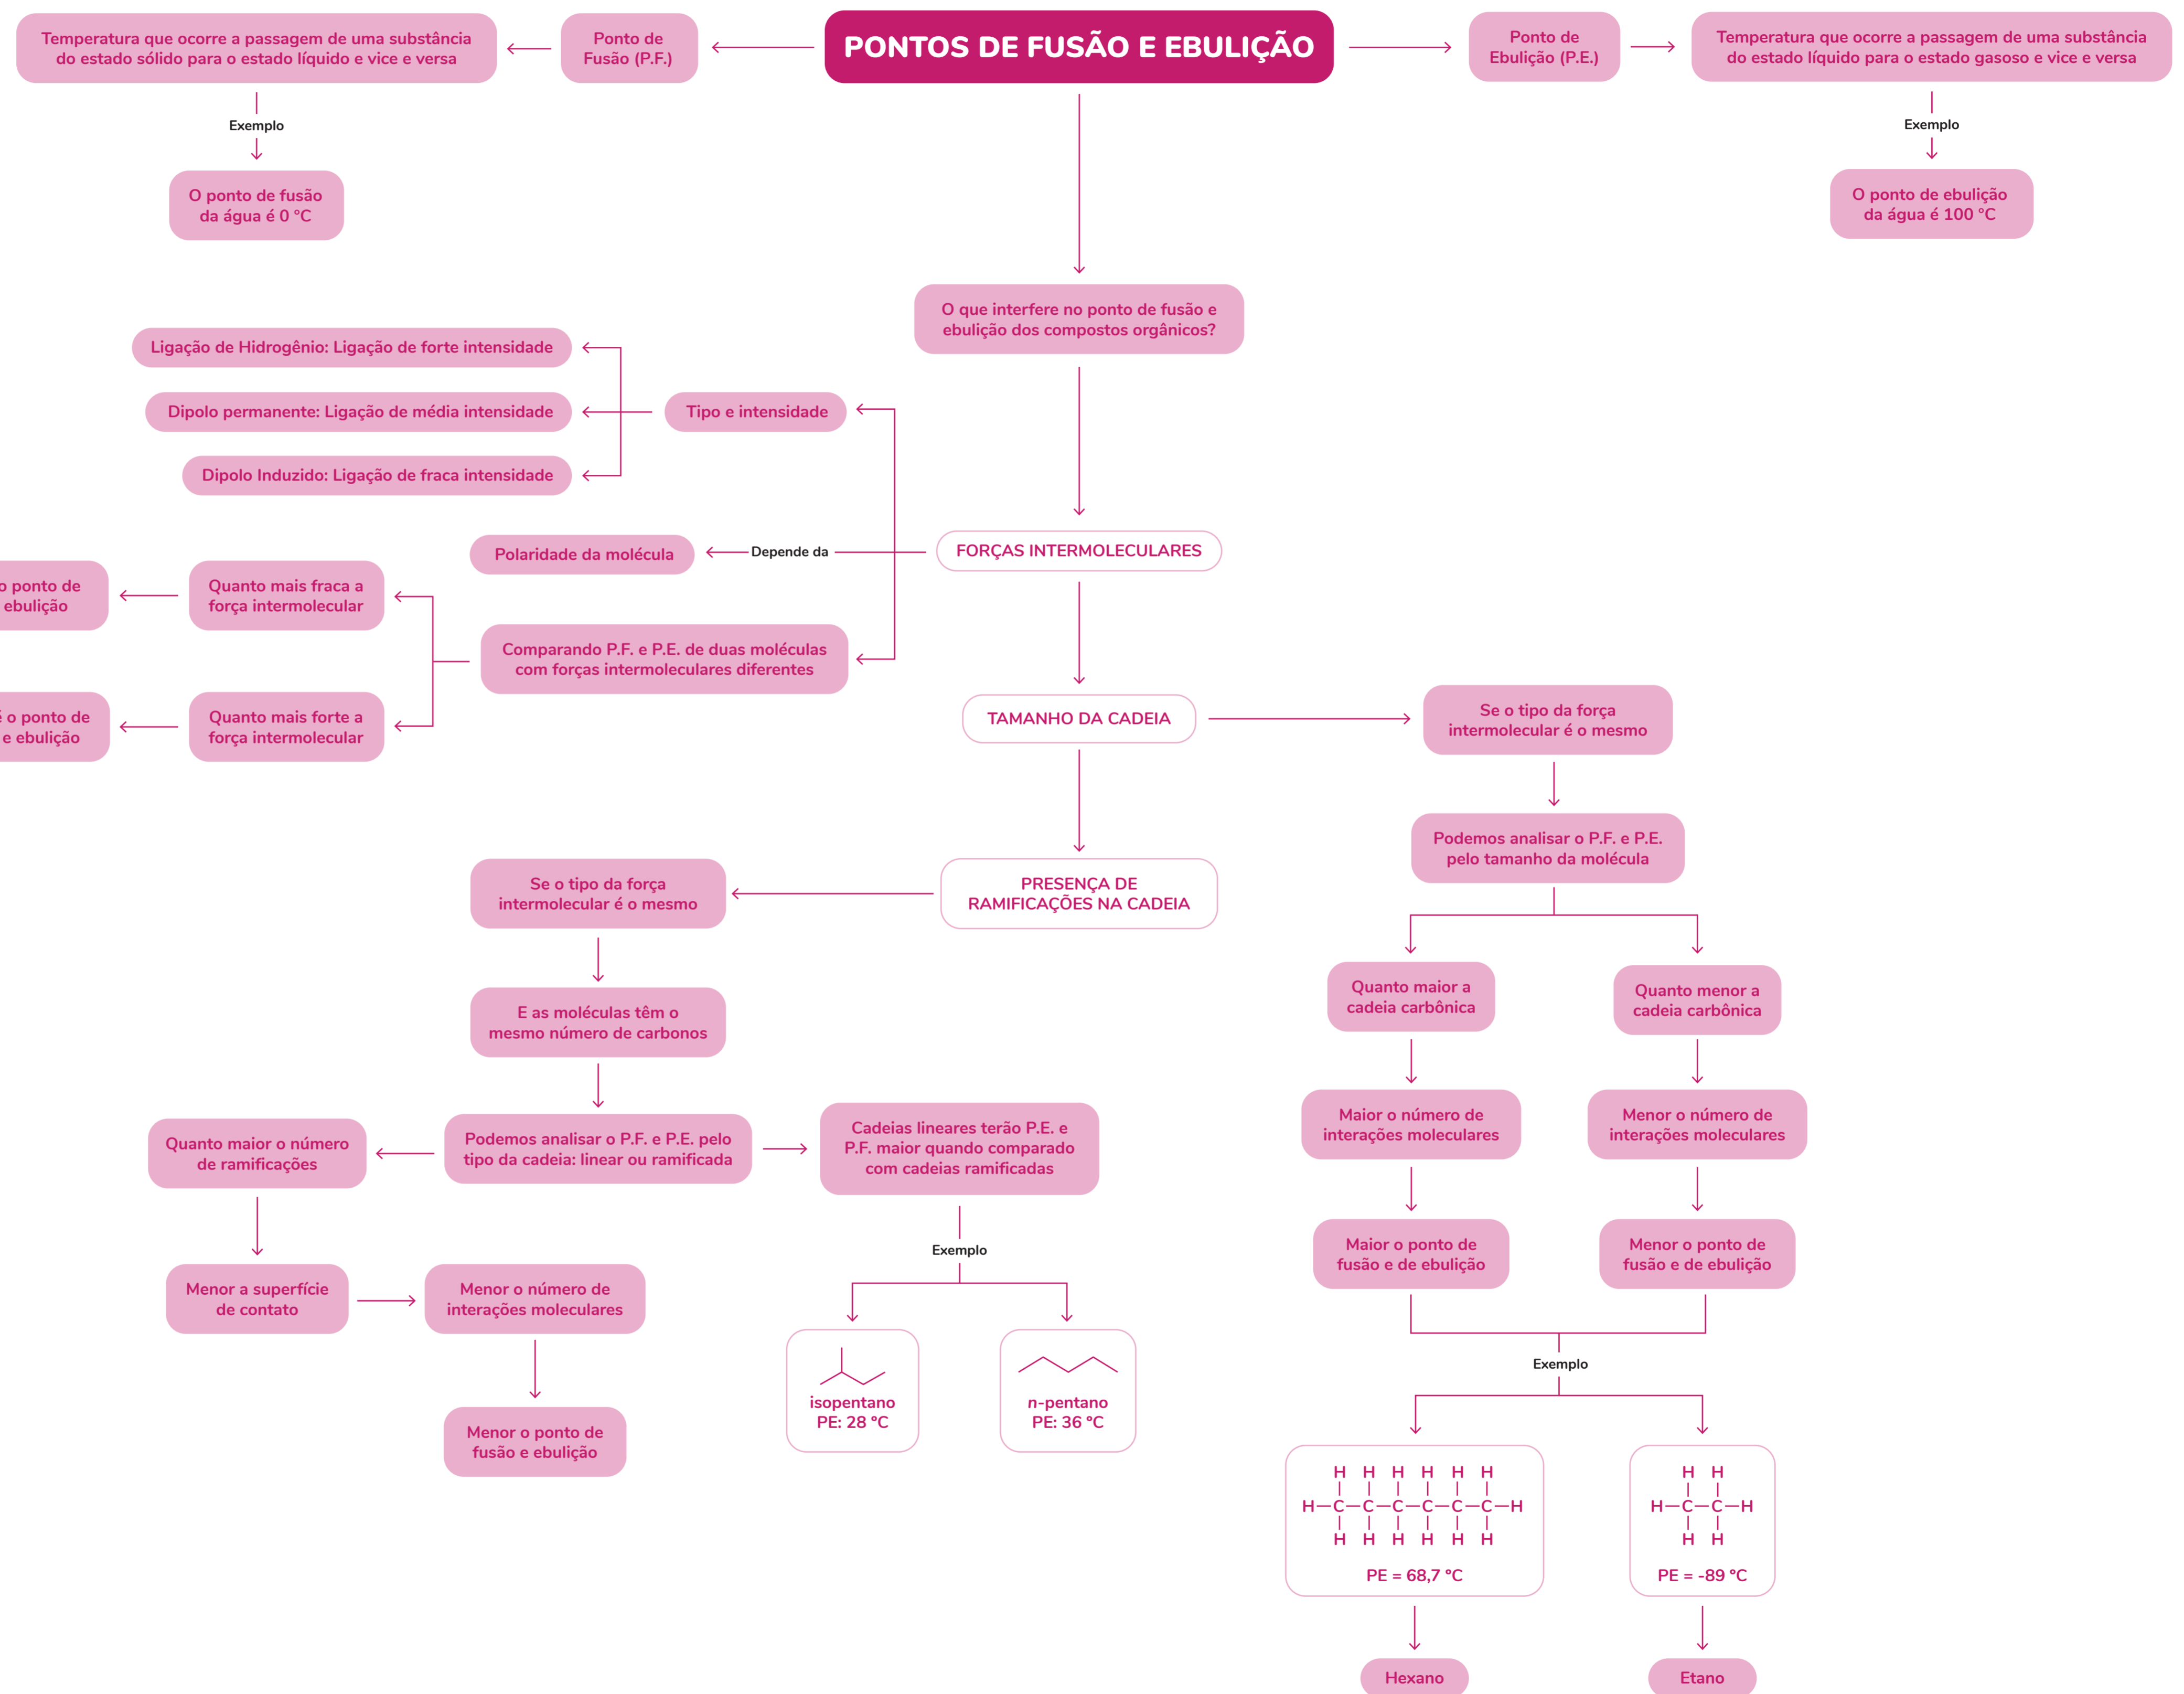 PONTOS DE FUSÃO E EBULIÇÃO
Ponto de
Fusão (P.F.)
Temperatura que ocorre a passagem de uma substância
do estado sólido para o estado líquido e vice e versa
Exemplo
O ponto de fusão
da água é 0 °C
Ponto de
Ebulição (P.E.)
Temperatura que ocorre a passagem de uma substância
do estado líquido para o estado gasoso e vice e versa
Exemplo
O ponto de ebulição
da água é 100 °C
O que interfere no ponto de fusão e
ebulição dos compostos orgânicos?
FORÇAS INTERMOLECULARES
Tipo e intensidade
Ligação de Hidrogênio: Ligação de forte intensidade
Dipolo permanente: Ligação de média intensidade
Dipolo Induzido: Ligação de fraca intensidade
Depende da
Polaridade da molécula
Comparando P.F. e P.E. de duas moléculas
com forças intermoleculares diferentes
Quanto mais fraca a
força intermolecular
o ponto de
ebulição
Quanto mais forte a
força intermolecular
é o ponto de
e ebulição
TAMANHO DA CADEIA
Se o tipo da força
intermolecular é o mesmo
Podemos analisar o P.F. e P.E.
pelo tamanho da molécula
Quanto maior a
cadeia carbônica
Maior o número de
interações moleculares
Maior o ponto de
fusão e de ebulição
Quanto menor a
cadeia carbônica
Menor o número de
interações moleculares
Menor o ponto de
fusão e de ebulição
Exemplo
H H H H H H
H—C—C—C—C—C—C—H
H H H H H H
PE = 68,7 °C
Hexano
H H
H—C—C—H
H H
PE = -89 °C
Etano
PRESENÇA DE
RAMIFICAÇÕES NA CADEIA
Se o tipo da força
intermolecular é o mesmo
E as moléculas têm o
mesmo número de carbonos
Podemos analisar o P.F. e P.E. pelo
tipo da cadeia: linear ou ramificada
Quanto maior o número
de ramificações
Menor a superfície
de contato
Menor o número de
interações moleculares
Menor o ponto de
fusão e ebulição
Cadeias lineares terão P.E. e
P.F. maior quando comparado
com cadeias ramificadas
Exemplo
isopentano
PE: 28 °C
n-pentano
PE: 36 °C